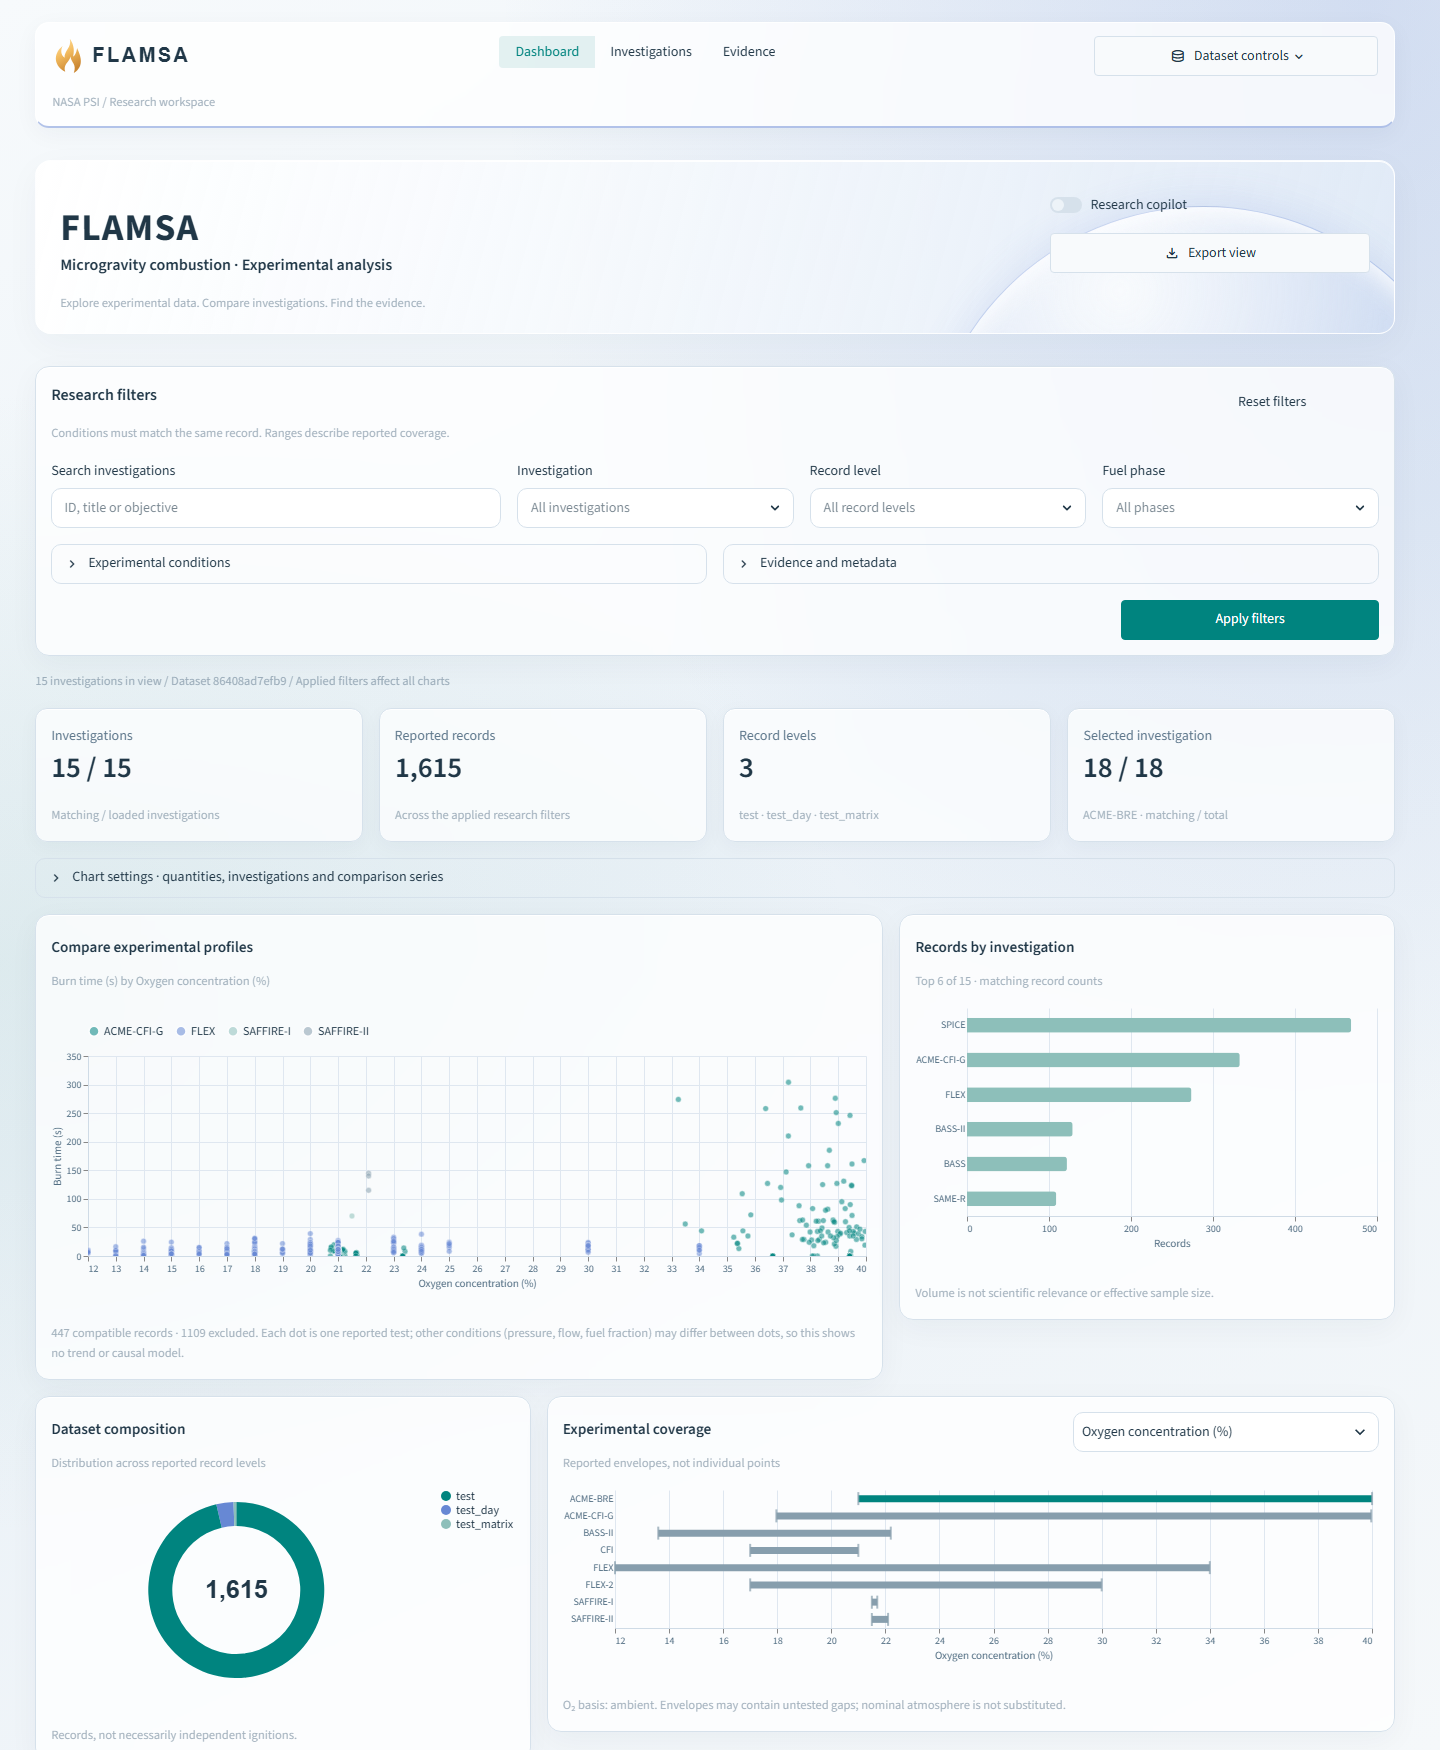 FLAMSA
Dashboard
Investigations
Evidence
Dataset controls
NASA PSI / Research workspace
FLAMSA
Microgravity combustion · Experimental analysis
Explore experimental data. Compare investigations. Find the evidence.
Research copilot
Export view
Research filters
Reset filters
Conditions must match the same record. Ranges describe reported coverage.
Search investigations
Investigation
Record level
Fuel phase
ID, title or objective
All investigations
All record levels
All phases
Experimental conditions
Evidence and metadata
Apply filters
15 investigations in view / Dataset 86408ad7efb9 / Applied filters affect all charts
Investigations
15 / 15
Matching / loaded investigations
Reported records
1,615
Across the applied research filters
Record levels
3
test · test_day · test_matrix
Selected investigation
18 / 18
ACME-BRE · matching / total
Chart settings · quantities, investigations and comparison series
Compare experimental profiles
Burn time (s) by Oxygen concentration (%)
ACME-CFI-G FLEX SAFFIRE-I SAFFIRE-II
350
300
250
200
150
100
50
0
Burn time (s)
12 13 14 15 16 17 18 19 20 21 22 23 24 25 26 27 28 29 30 31 32 33 34 35 36 37 38 39 40
Oxygen concentration (%)
447 compatible records · 1109 excluded. Each dot is one reported test; other conditions (pressure, flow, fuel fraction) may differ between dots, so this shows
no trend or causal model.
Records by investigation
Top 6 of 15 · matching record counts
SPICE
ACME-CFI-G
FLEX
BASS-II
BASS
SAME-R
0 100 200 300 400 500
Records
Volume is not scientific relevance or effective sample size.
Dataset composition
Distribution across reported record levels
test
test_day
test_matrix
1,615
Records, not necessarily independent ignitions.
Experimental coverage
Oxygen concentration (%)
Reported envelopes, not individual points
ACME-BRE
ACME-CFI-G
BASS-II
CFI
FLEX
FLEX-2
SAFFIRE-I
SAFFIRE-II
12 14 16 18 20 22 24 26 28 30 32 34 36 38 40
Oxygen concentration (%)
O₂ basis: ambient. Envelopes may contain untested gaps; nominal atmosphere is not substituted.